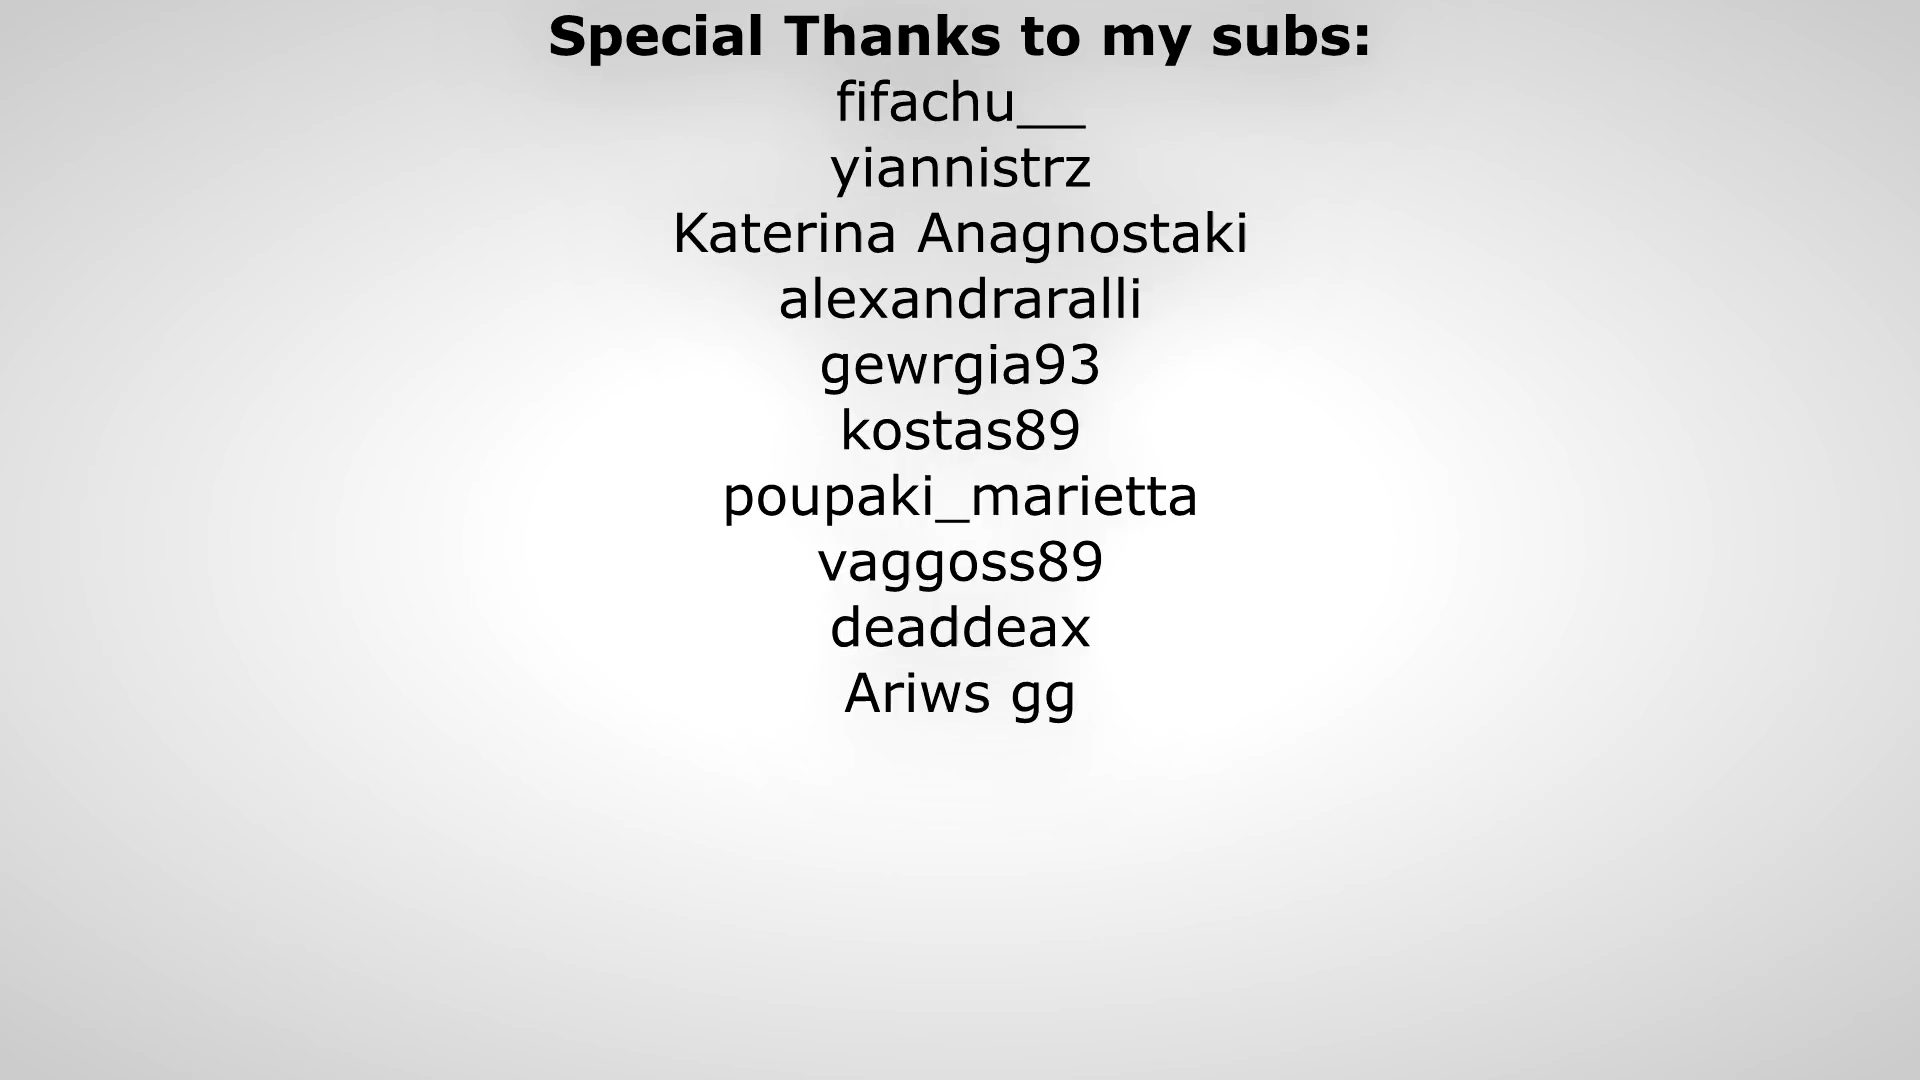 Special Thanks to my subs:
fifachu__
yiannistrz
Katerina Anagnostaki
alexandraralli
gewrgia93
kostas89
poupaki_marietta
vaggoss89
deaddeax
Ariws gg